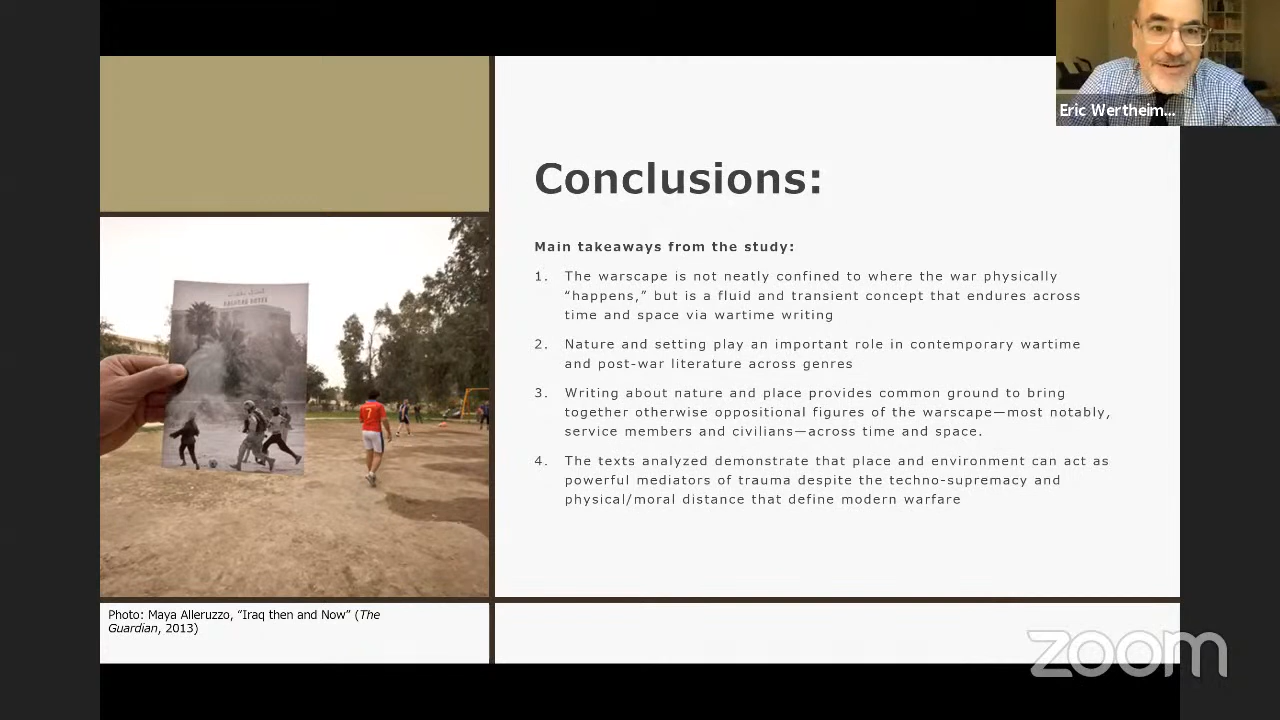 Eric Wertheim...
Conclusions:
Main takeaways from the study:
1. The warscape is not neatly confined to where the war physically
“happens,” but is a fluid and transient concept that endures across
time and space via wartime writing
2. Nature and setting play an important role in contemporary wartime
and post-war literature across genres
3. Writing about nature and place provides common ground to bring
together otherwise oppositional figures of the warscape—most notably,
service members and civilians—across time and space.
4. The texts analyzed demonstrate that place and environment can act as
powerful mediators of trauma despite the techno-supremacy and
physical/moral distance that define modern warfare
7
Photo: Maya Alleruzzo, “Iraq then and Now” (The
Guardian, 2013)
zoom